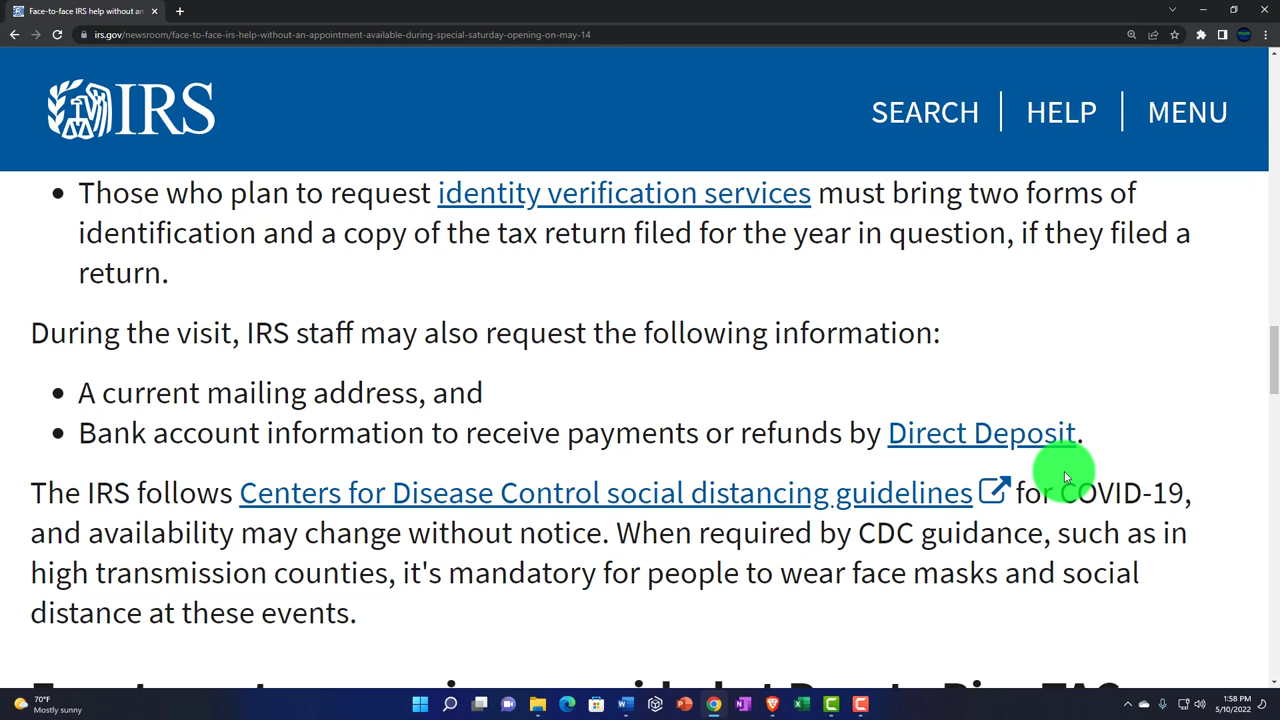 Face-to-face IRS help without an
irs.gov/newsroom/face-to-face-irs-help-without-an-appointment-available-during-special-saturday-opening-on-may-14
IRS
SEARCH HELP MENU
Those who plan to request identity verification services must bring two forms of
identification and a copy of the tax return filed for the year in question, if they filed a
return.
During the visit, IRS staff may also request the following information:
A current mailing address, and
Bank account information to receive payments or refunds by Direct Deposit.
The IRS follows Centers for Disease Control social distancing guidelines for COVID-19,
and availability may change without notice. When required by CDC guidance, such as in
high transmission counties, it's mandatory for people to wear face masks and social
distance at these events.
70°F
Mostly sunny
1:58 PM
5/10/2022